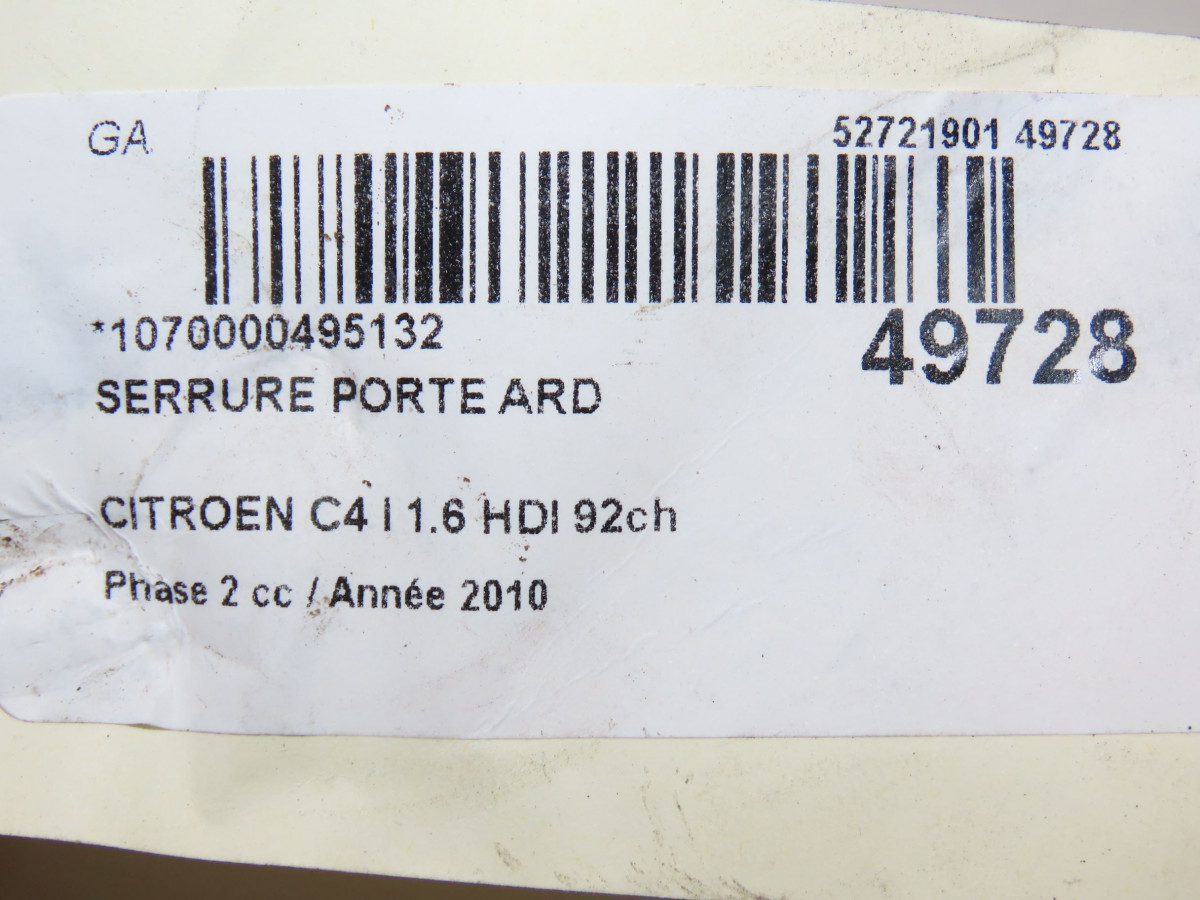 GA
52721901 49728
*1070000495132
49728
SERRURE PORTE ARD
CITROEN C4 I 1.6 HDI 92ch
Phase 2 cc / Année 2010